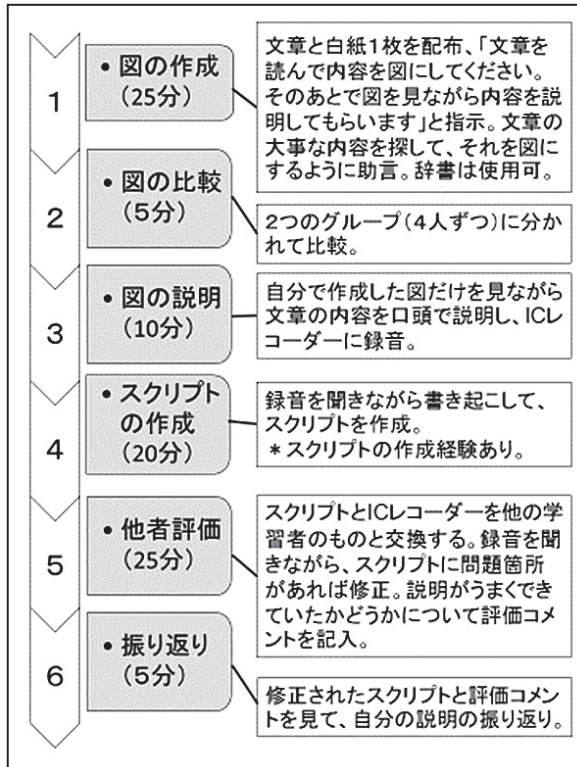 1
• 図の作成
(25分)
文章と白紙1枚を配布、「文章を
読んで内容を図にしてください。
そのあとで図を見ながら内容を説
明してもらいます」と指示。文章の
大事な内容を探して、それを図に
するように助言。辞書は使用可。
2
• 図の比較
(5分)
2つのグループ(4人ずつ)に分か
れて比較。
3
• 図の説明
(10分)
自分で作成した図だけを見ながら
文章の内容を口頭で説明し、ICレ
コーダーに録音。
4
• スクリプト
の作成
(20分)
録音を聞きながら書き起こして、
スクリプトを作成。
*スクリプトの作成経験あり。
5
• 他者評価
(25分)
スクリプトとICレコーダーを他の学
習者のものと交換する。録音を聞
きながら、スクリプトに問題箇所
があれば修正。説明がうまくでき
ていたかどうかについて評価コメ
ントを記入。
6
• 振り返り
(5分)
修正されたスクリプトと評価コメン
トを見て、自分の説明の振り返り。